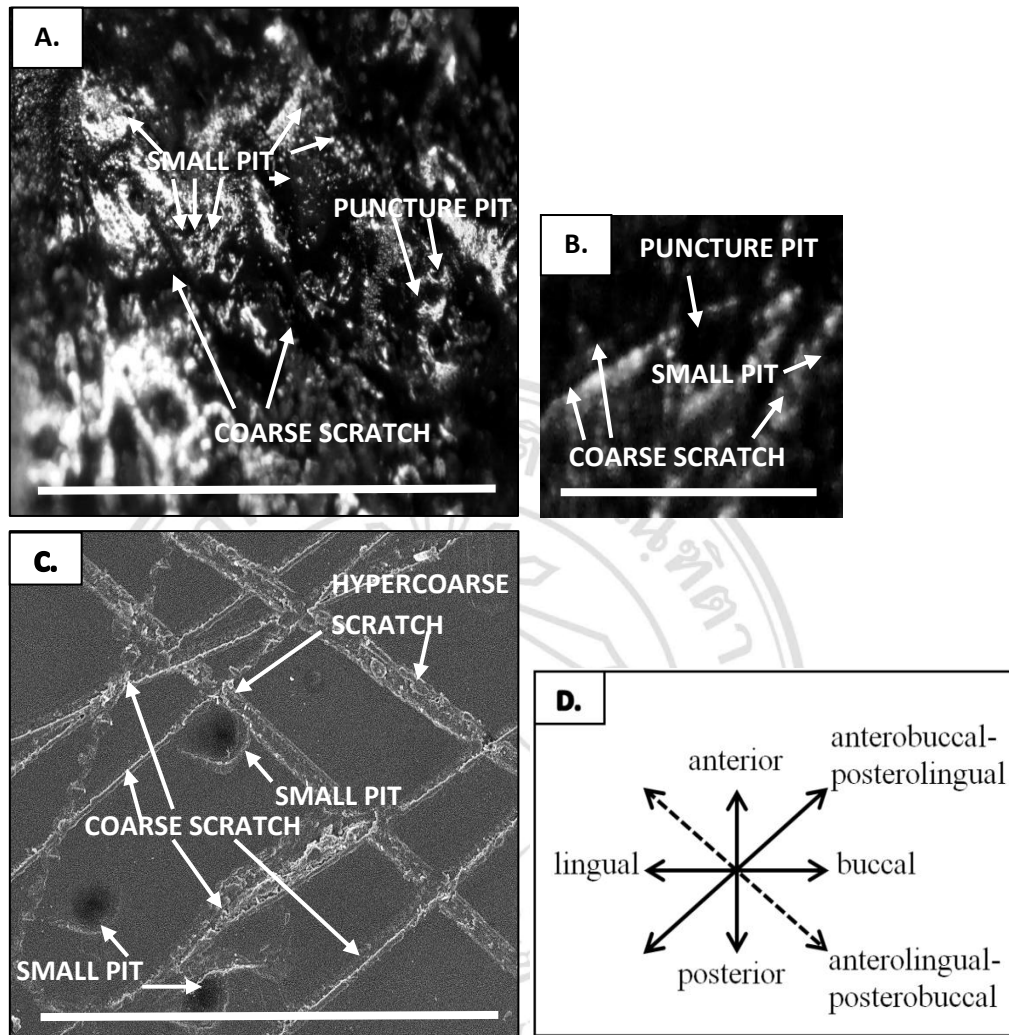 A.
SMALL PIT
PUNCTURE PIT
COARSE SCRATCH
B.
PUNCTURE PIT
SMALL PIT
COARSE SCRATCH
C.
HYPERCOARSE
SCRATCH
SMALL PIT
COARSE SCRATCH
SMALL PIT
D.
anterior
anterobuccal-
posterolingual
lingual
buccal
posterior
anterolingual-
posterobuccal